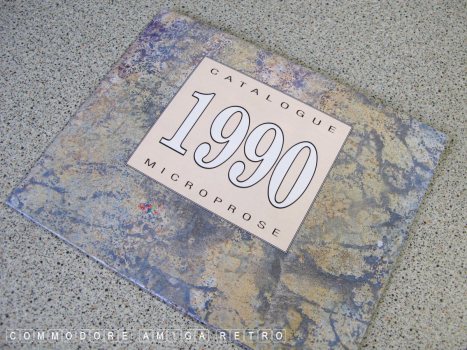 CATALOGUE
1990
MICROPROSE
COMMODORE AMIGA RETRO